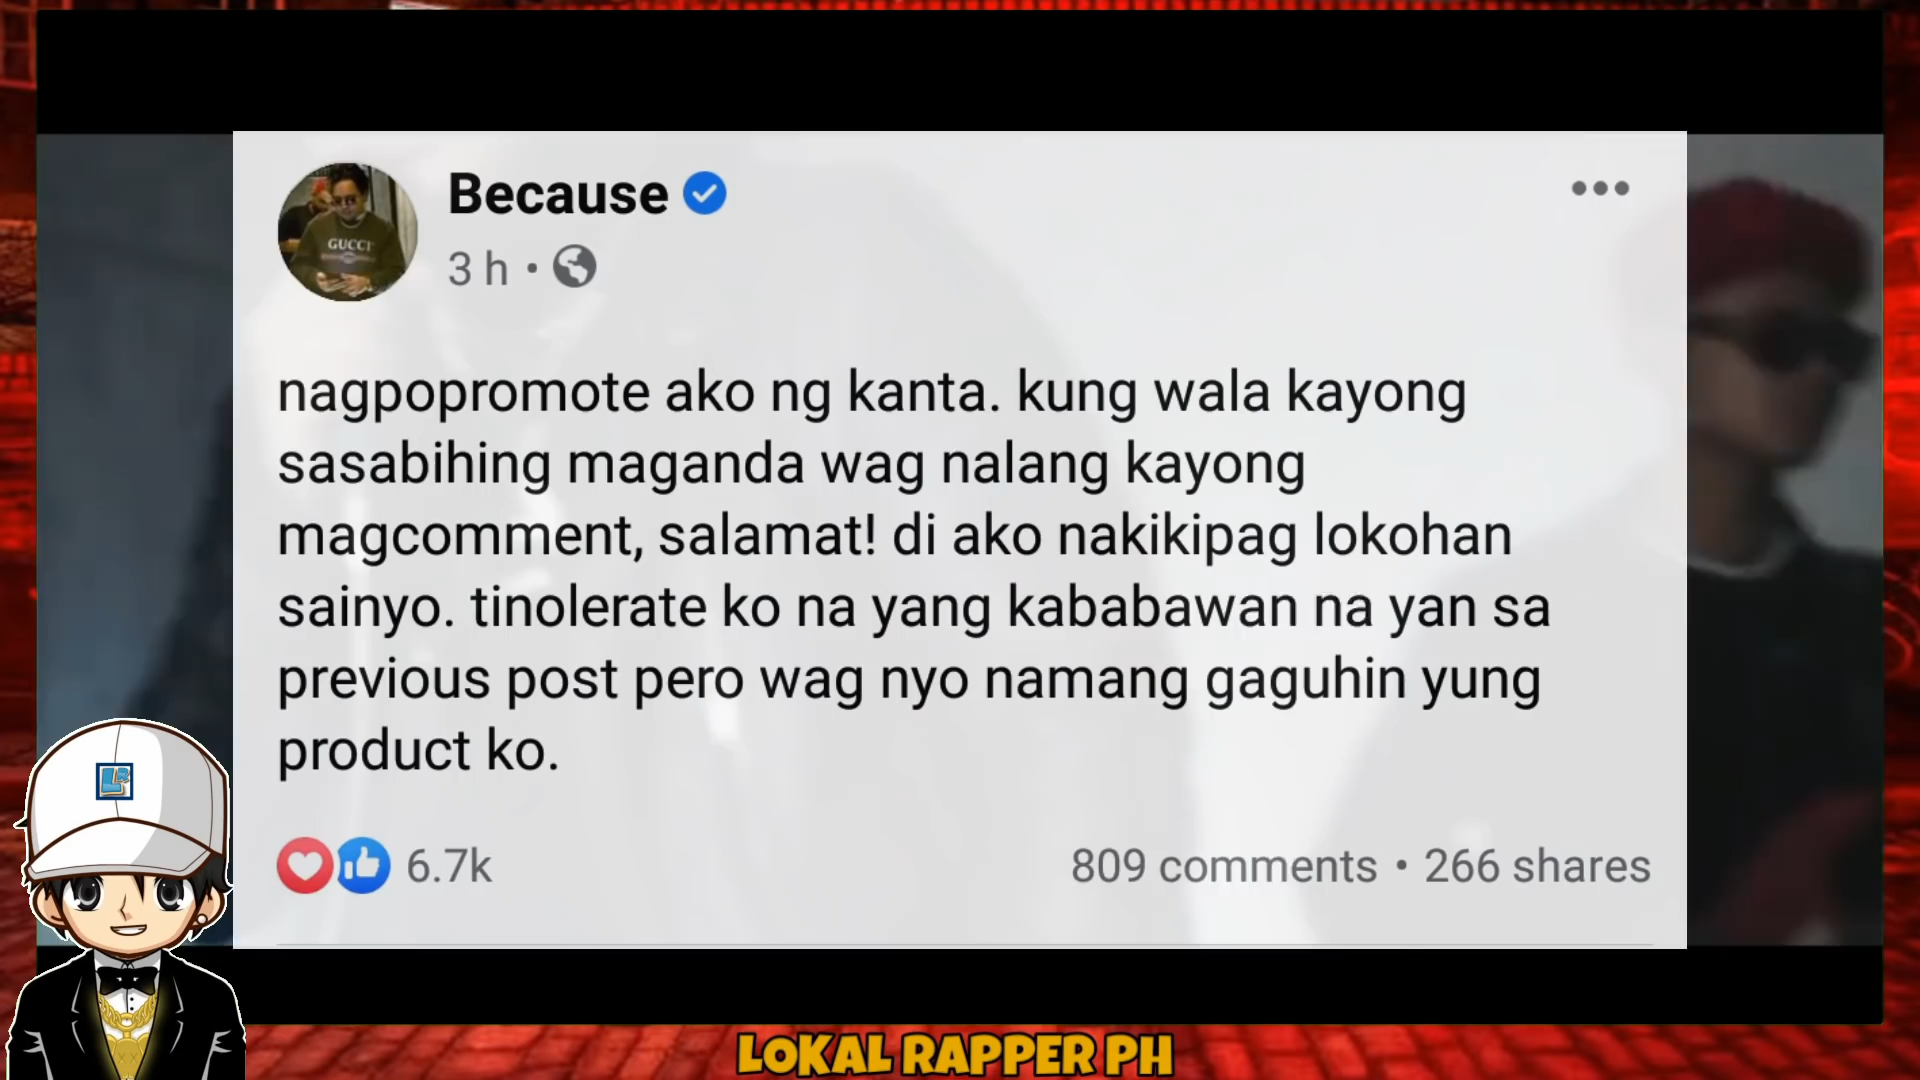 Because
3 h
GUCCI
nagpopromote ako ng kanta. kung wala kayong
sasabihing maganda wag nalang kayong
magcomment, salamat! di ako nakikipag lokohan
sainyo. tinolerate ko na yang kababawan na yan sa
previous post pero wag nyo namang gaguhin yung
product ko.
6.7k
809 comments • 266 shares
LR
LOKAL RAPPER PH